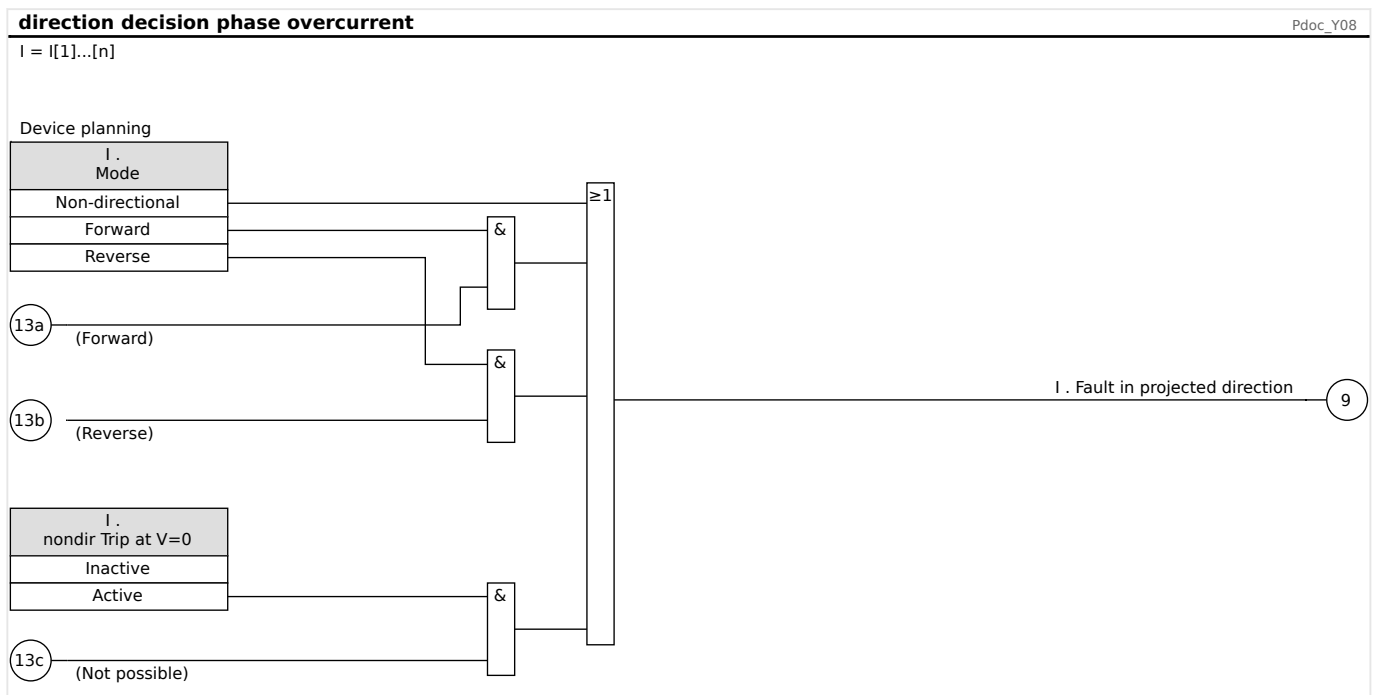 direction decision phase overcurrent
Pdoc_Y08
I = I[1]...[n]
Device planning
I .
Mode
Non-directional
Forward
Reverse
≥1
&
13a
(Forward)
&
13b
(Reverse)
I . Fault in projected direction
9
I .
nondir Trip at V=0
Inactive
Active
&
13c
(Not possible)